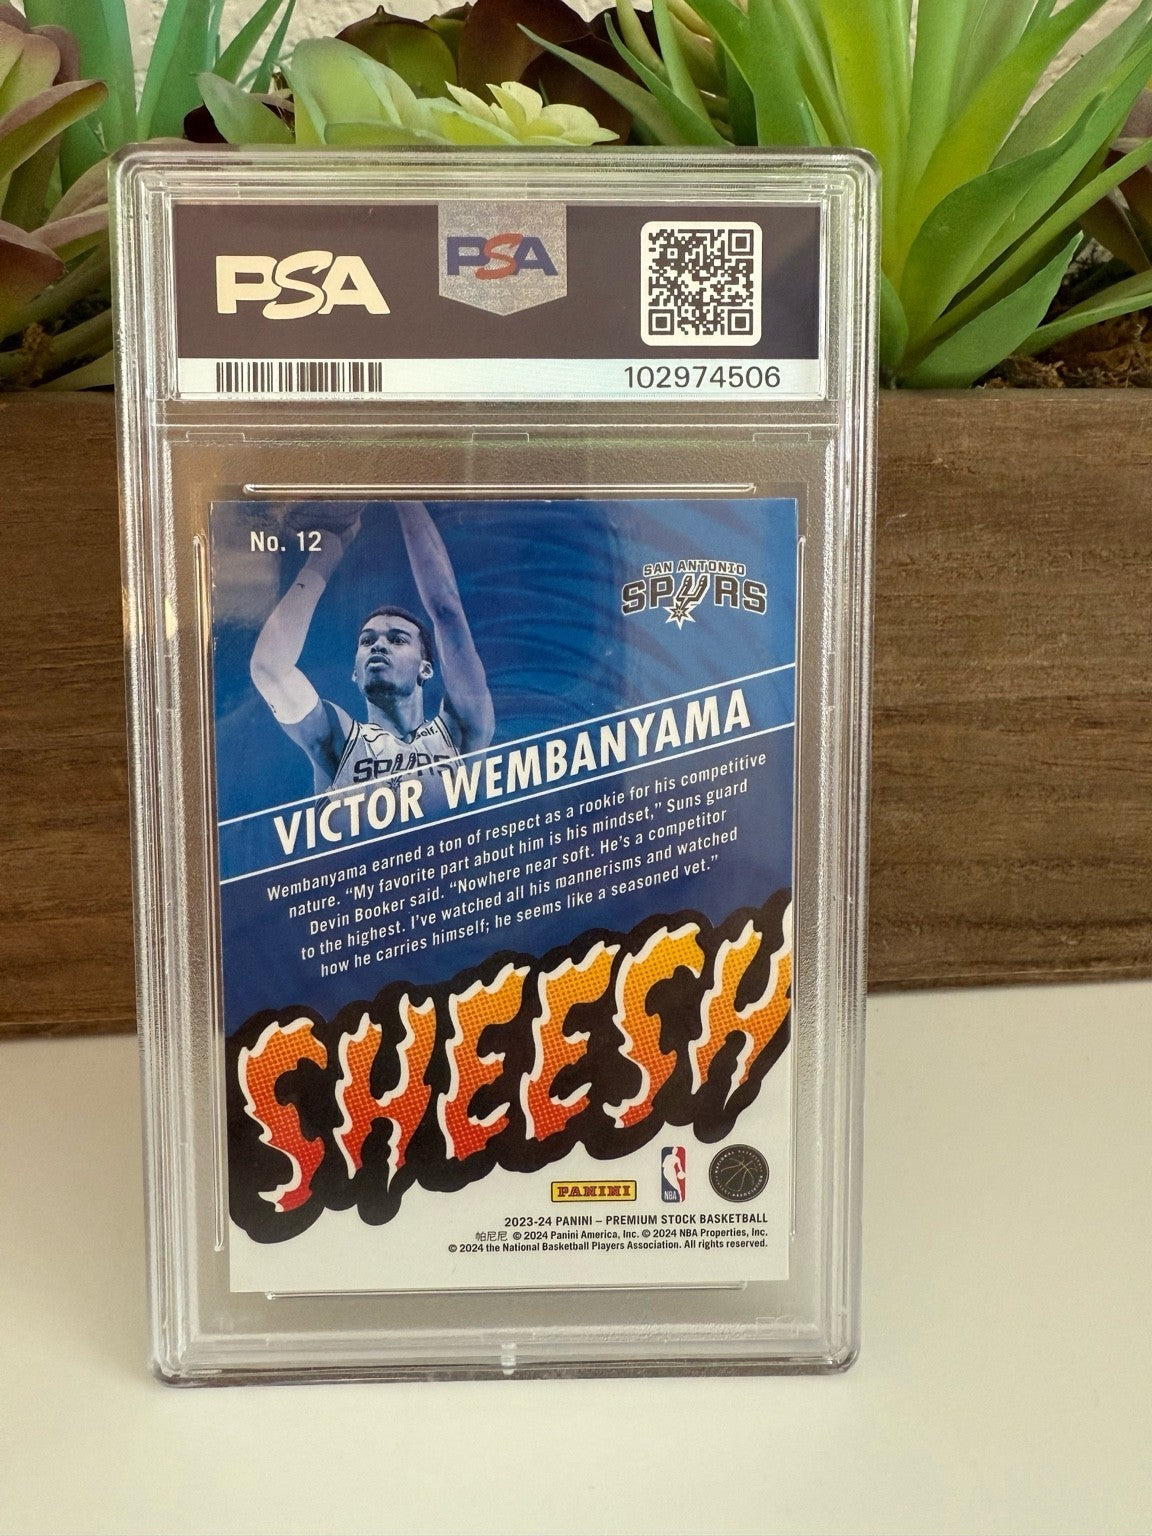 PSA
PSA
102974506
No. 12
SAN ANTONIO
SPURS
self.
SPURS
VICTOR WEMBANYAMA
Wembanyama earned a ton of respect as a rookie for his competitive
nature. “My favorite part about him is his mindset,” Suns guard
Devin Booker said. “Nowhere near soft. He’s a competitor
to the highest. I’ve watched all his mannerisms and watched
how he carries himself; he seems like a seasoned vet.”
SHEESH
PANINI
NBA
2023-24 PANINI – PREMIUM STOCK BASKETBALL
帕尼尼 © 2024 Panini America, Inc. © 2024 NBA Properties, Inc.
© 2024 the National Basketball Players Association. All rights reserved.